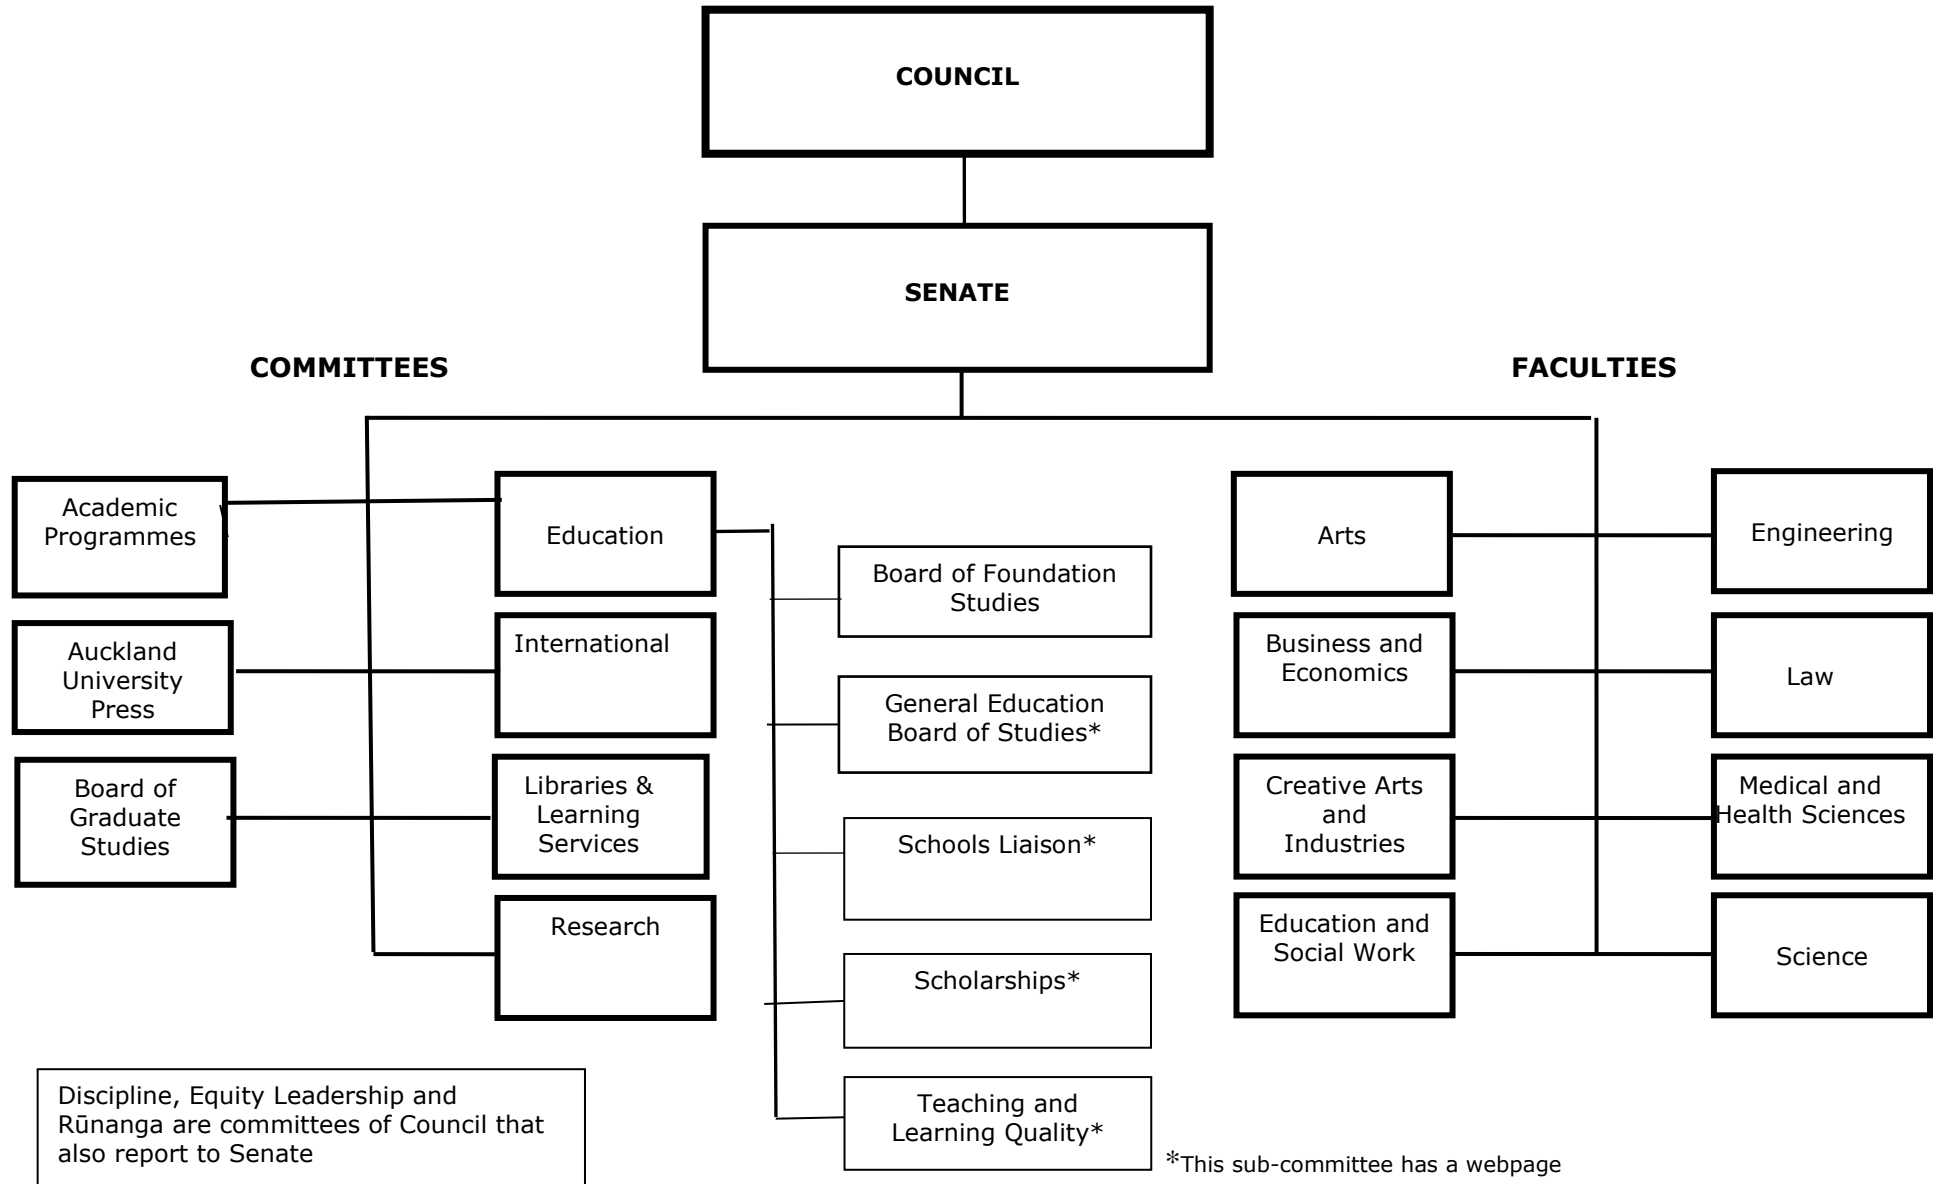 COUNCIL
SENATE
COMMITTEES
FACULTIES
Academic
Programmes
Auckland
University
Press
Board of
Graduate
Studies
Education
International
Libraries &
Learning
Services
Research
Board of Foundation
Studies
General Education
Board of Studies*
Schools Liaison*
Scholarships*
Teaching and
Learning Quality*
Arts
Business and
Economics
Creative Arts
and
Industries
Education and
Social Work
Engineering
Law
Medical and
Health Sciences
Science
Discipline, Equity Leadership and
Rūnanga are committees of Council that
also report to Senate
*This sub-committee has a webpage